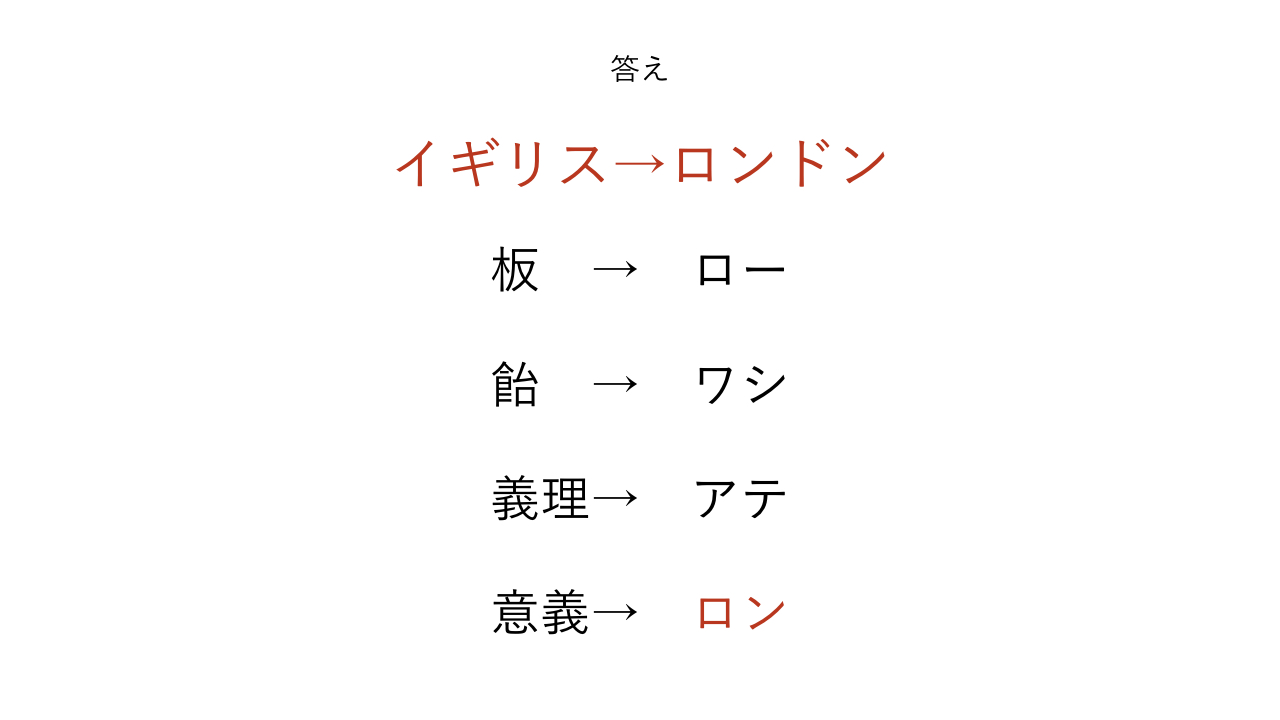 答え
イギリス→ロンドン
板　→　ロー
飴　→　ワシ
義理→　アテ
意義→　ロン